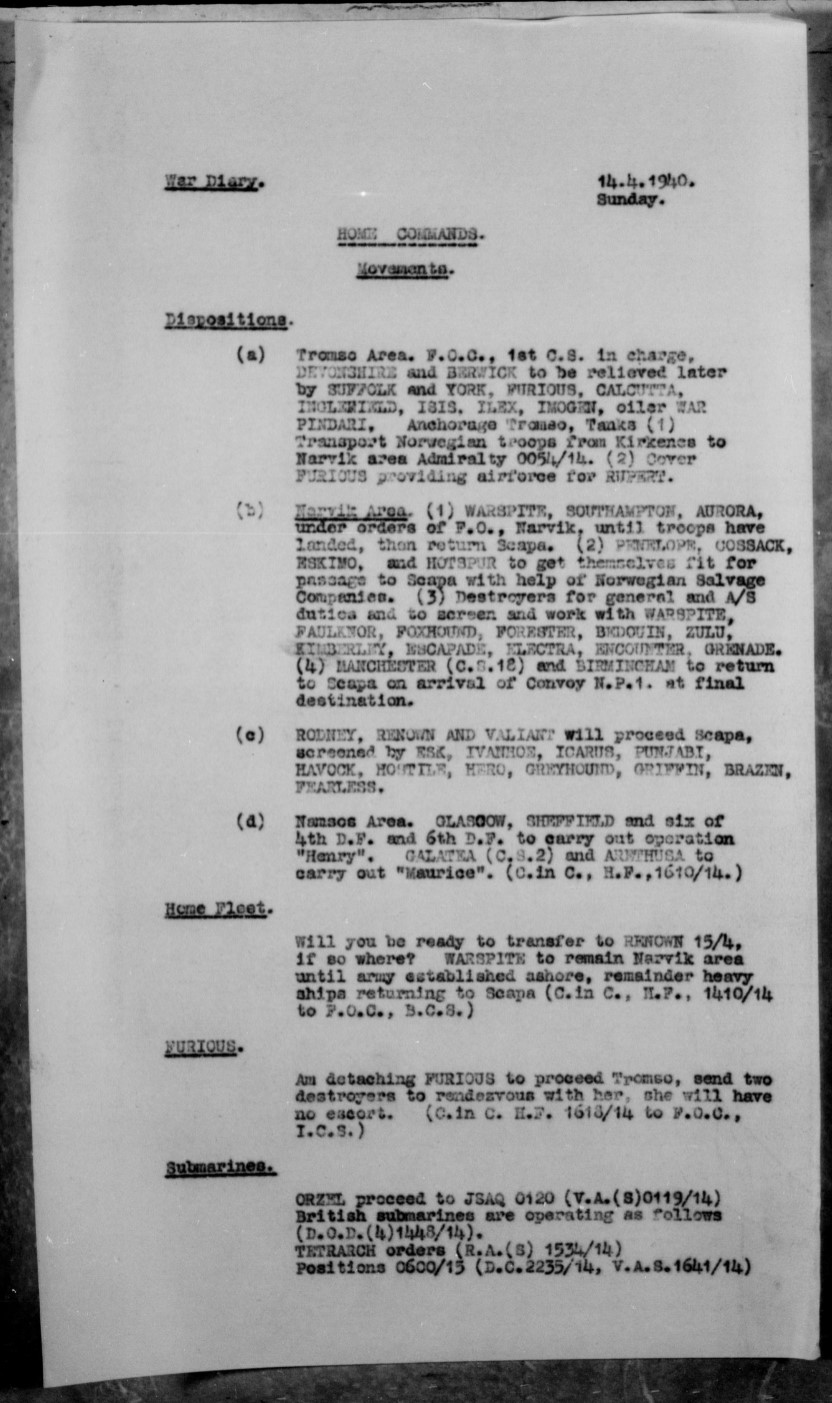 War Diary. 14.4.1940.
Sunday.
HOME COMMANDS.
Movements.
Dispositions.
(a) Tromso Area. F.O.C., 1st C.S. in charge,
DEVONSHIRE and BERWICK to be relieved later
by SUFFOLK and YORK, FURIOUS, CALCUTTA,
INGLEFIELD, ISIS, ILEX, IMOGEN, oiler WAR
PINDARI. Anchorage Tromso, Tasks (1)
Transport Norwegian troops from Kirkenes to
Narvik area Admiralty 0054/14. (2) Cover
FURIOUS providing airforce for RUPERT.
(b) Narvik Area. (1) WARSPITE, SOUTHAMPTON, AURORA,
under orders of F.O., Narvik, until troops have
landed, then return Scapa. (2) PENELOPE, COSSACK,
ESKIMO, and HOTSPUR to get themselves fit for
passage to Scapa with help of Norwegian Salvage
Companies. (3) Destroyers for general and A/S
duties and to screen and work with WARSPITE,
FAULKNOR, FOXHOUND, FORESTER, BEDOUIN, ZULU,
KIMBERLEY, ESCAPADE, ELECTRA, ENCOUNTER, GRENADE.
(4) MANCHESTER (C.S.18) and BIRMINGHAM to return
to Scapa on arrival of Convoy N.P.1. at final
destination.
(c) RODNEY, RENOWN AND VALIANT will proceed Scapa,
screened by ESK, IVANHOE, ICARUS, PUNJABI,
HAVOCK, HOSTILE, HERO, GREYHOUND, GRIFFIN, BRAZEN,
FEARLESS.
(d) Namsos Area. GLASGOW, SHEFFIELD and six of
4th D.F. and 6th D.F. to carry out operation
"Henry". GALATEA (C.S.2) and ARETHUSA to
carry out "Maurice". (C.in C., H.F.,1610/14.)
Home Fleet.
Will you be ready to transfer to RENOWN 15/4,
if so where? WARSPITE to remain Narvik area
until army established ashore, remainder heavy
ships returning to Scapa (C.in C., H.F., 1410/14
to F.O.C., B.C.S.)
FURIOUS.
Am detaching FURIOUS to proceed Tromso, send two
destroyers to rendezvous with her, she will have
no escort. (C.in C. H.F. 1618/14 to F.O.C.,
I.C.S.)
Submarines.
ORZEL proceed to JSAQ 0120 (V.A.(S)0119/14)
British submarines are operating as follows
(D.O.D.(4)1448/14).
TETRARCH orders (R.A.(S) 1534/14)
Positions 0600/15 (D.C.2235/14, V.A.S.1641/14)